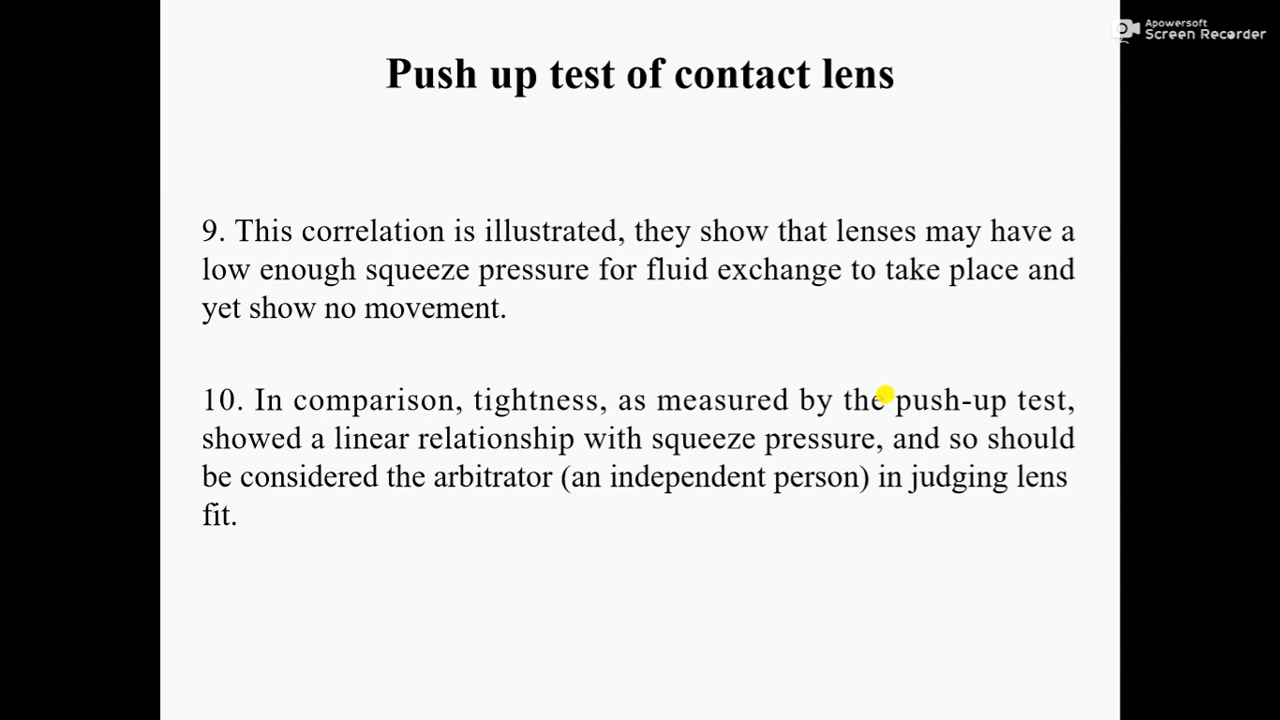 Apowersoft
Screen Recorder
Push up test of contact lens
9. This correlation is illustrated, they show that lenses may have a
low enough squeeze pressure for fluid exchange to take place and
yet show no movement.
10. In comparison, tightness, as measured by the push-up test,
showed a linear relationship with squeeze pressure, and so should
be considered the arbitrator (an independent person) in judging lens
fit.